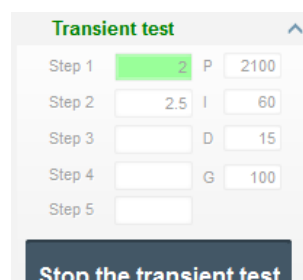 Transient test
Step 1 2 P 2100
Step 2 2.5 I 60
Step 3 D 15
Step 4 G 100
Step 5
Stop the transient test